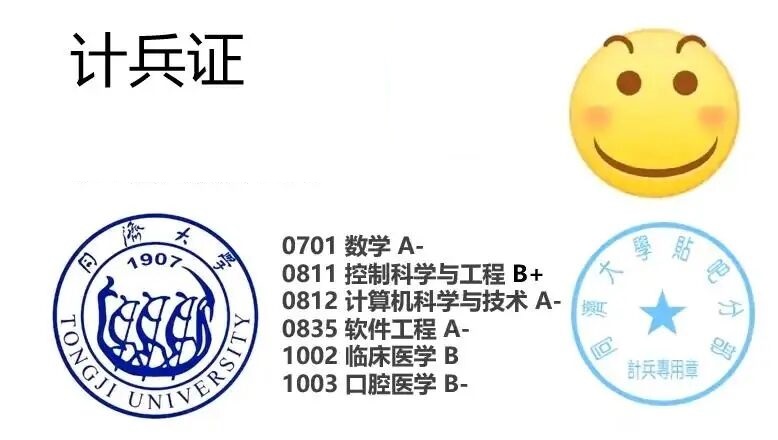 计兵证
同濟大學
1907
TONGJI UNIVERSITY
0701 数学 A-
0811 控制科学与工程 B+
0812 计算机科学与技术 A-
0835 软件工程 A-
1002 临床医学 B
1003 口腔医学 B-
同濟大學貼吧分部
計兵專用章